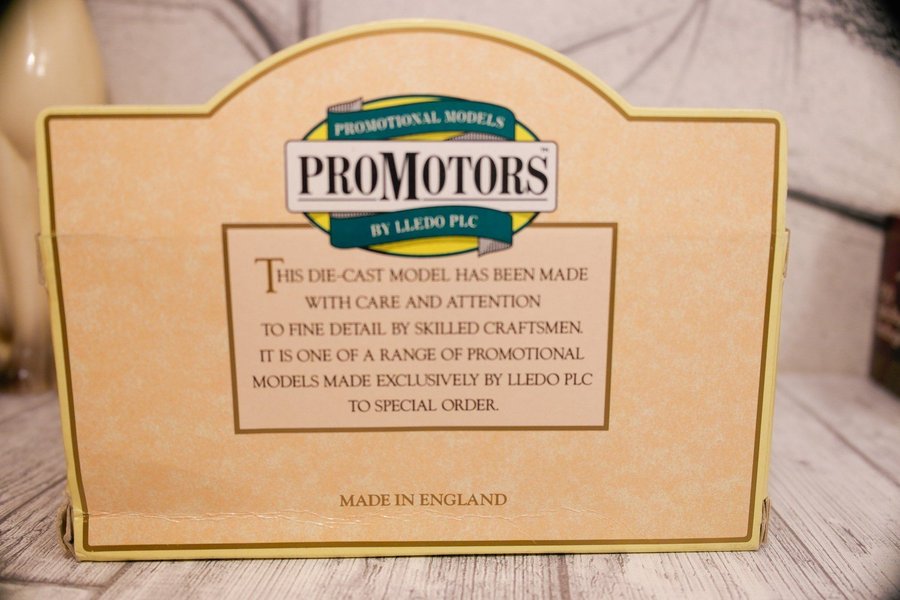 PROMOTIONAL MODELS
PROMOTORS™
BY LLEDO PLC
THIS DIE-CAST MODEL HAS BEEN MADE
WITH CARE AND ATTENTION
TO FINE DETAIL BY SKILLED CRAFTSMEN.
IT IS ONE OF A RANGE OF PROMOTIONAL
MODELS MADE EXCLUSIVELY BY LLEDO PLC
TO SPECIAL ORDER.
MADE IN ENGLAND